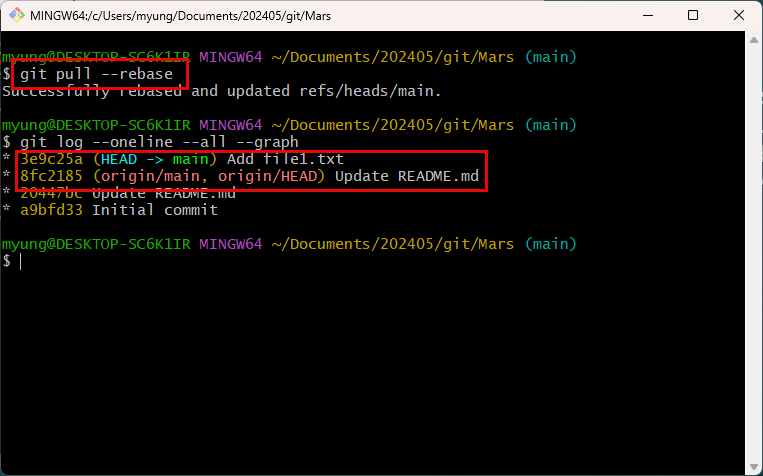 MINGW64:/c/Users/myung/Documents/202405/git/Mars
myung@DESKTOP-SC6K1IR MINGW64 ~/Documents/202405/git/Mars (main)
$ git pull --rebase
Successfully rebased and updated refs/heads/main.
myung@DESKTOP-SC6K1IR MINGW64 ~/Documents/202405/git/Mars (main)
$ git log --oneline --all --graph
* 3e9c25a (HEAD -> main) Add file1.txt
* 8fc2185 (origin/main, origin/HEAD) Update README.md
* 20447bc Update README.md
* a9bfd33 Initial commit
myung@DESKTOP-SC6K1IR MINGW64 ~/Documents/202405/git/Mars (main)
$